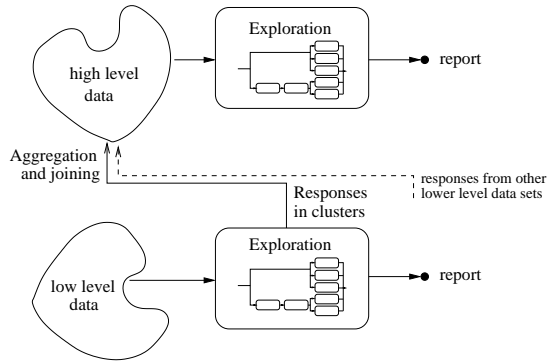 Exploration
high level
data
report
Aggregation
and joining
responses from other
lower level data sets
Responses
in clusters
Exploration
low level
data
report